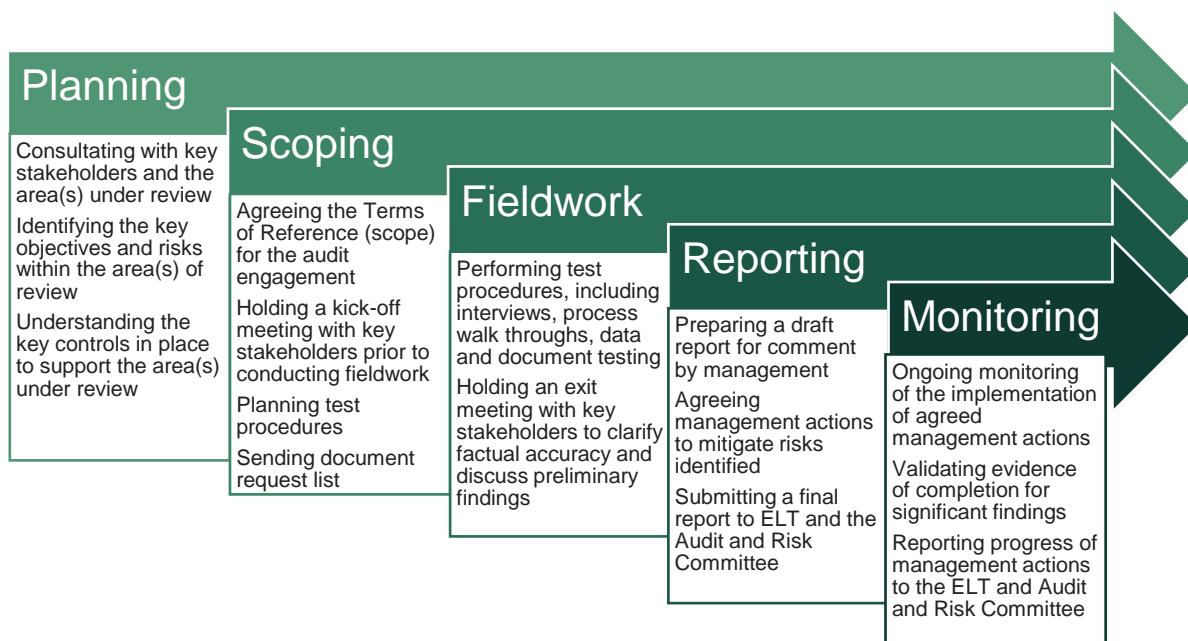 Planning
Consultating with key
stakeholders and the
area(s) under review
Identifying the key
objectives and risks
within the area(s) of
review
Understanding the
key controls in place
to support the area(s)
under review
Scoping
Agreeing the Terms
of Reference (scope)
for the audit
engagement
Holding a kick-off
meeting with key
stakeholders prior to
conducting fieldwork
Planning test
procedures
Sending document
request list
Fieldwork
Performing test
procedures, including
interviews, process
walk throughs, data
and document testing
Holding an exit
meeting with key
stakeholders to clarify
factual accuracy and
discuss preliminary
findings
Reporting
Preparing a draft
report for comment
by management
Agreeing
management actions
to mitigate risks
identified
Submitting a final
report to ELT and the
Audit and Risk
Committee
Monitoring
Ongoing monitoring
of the implementation
of agreed
management actions
Validating evidence
of completion for
significant findings
Reporting progress of
management actions
to the ELT and Audit
and Risk Committee